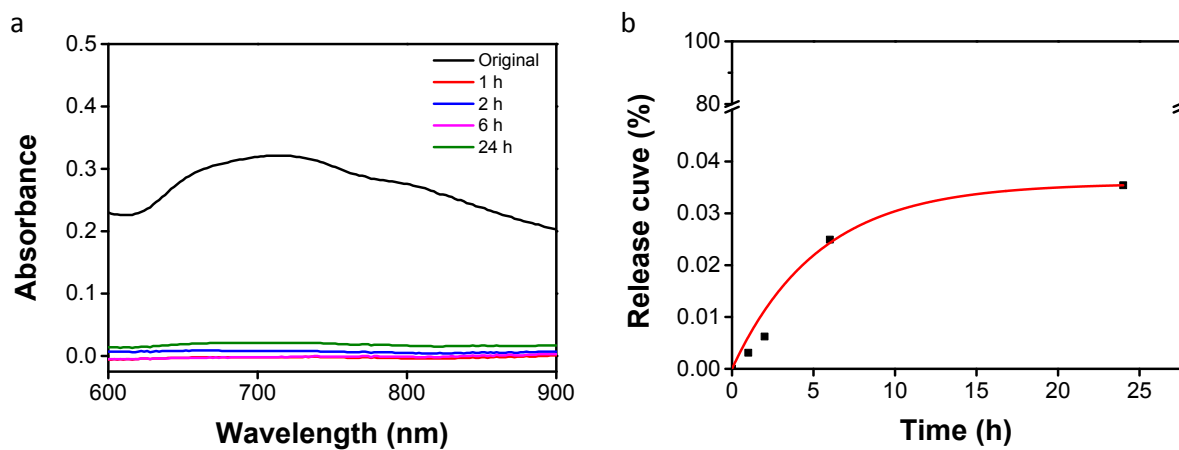 a
0.5
0.4
0.3
0.2
0.1
0.0
Absorbance
600
700
800
900
Wavelength (nm)
Original
1 h
2 h
6 h
24 h
b
100
80
0.04
0.03
0.02
0.01
0.00
Release cuve (%)
0
5
10
15
20
25
Time (h)